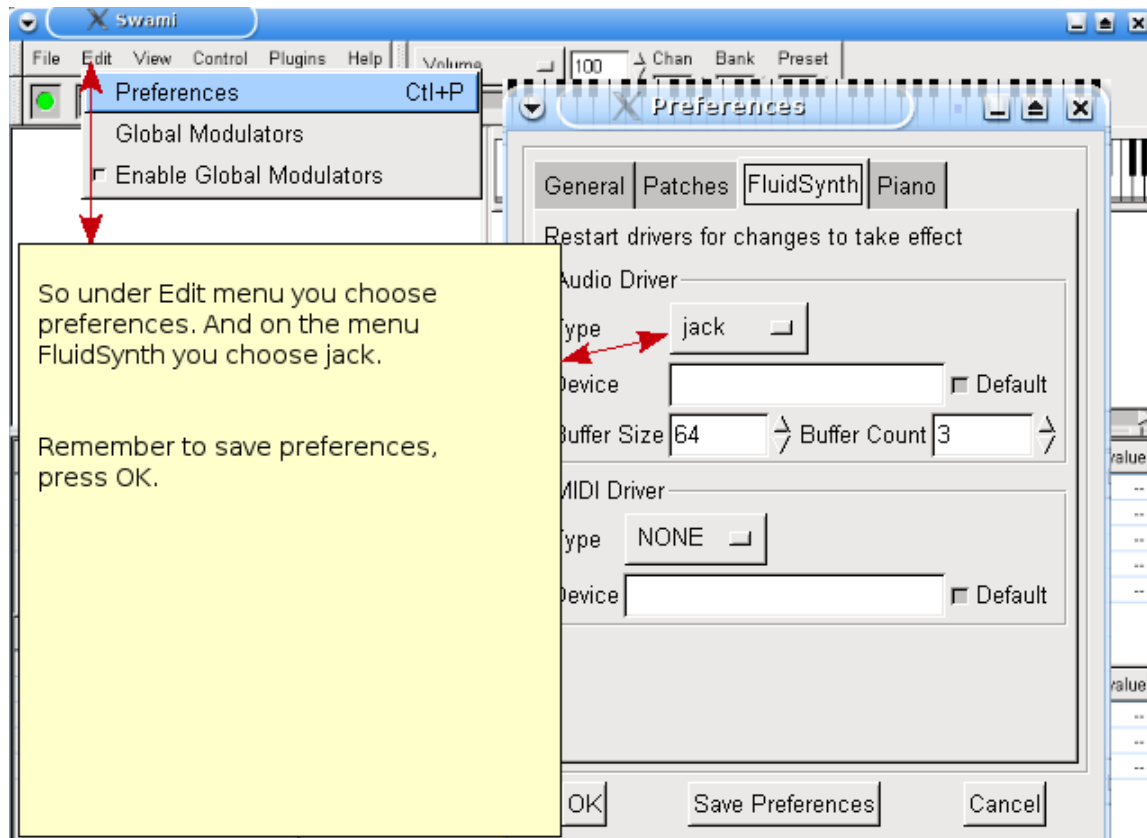 Swami
File Edit View Control Plugins Help
Volume 100 Chan Bank Preset
Preferences Ctl+P
Global Modulators
Enable Global Modulators
Preferences
General Patches FluidSynth Piano
Restart drivers for changes to take effect
Audio Driver
Type jack
Device Default
Buffer Size 64 Buffer Count 3
MIDI Driver
Type NONE
Device Default
OK Save Preferences Cancel
So under Edit menu you choose
preferences. And on the menu
FluidSynth you choose jack.
Remember to save preferences,
press OK.
value
--
--
--
--
--
value
--
--
--